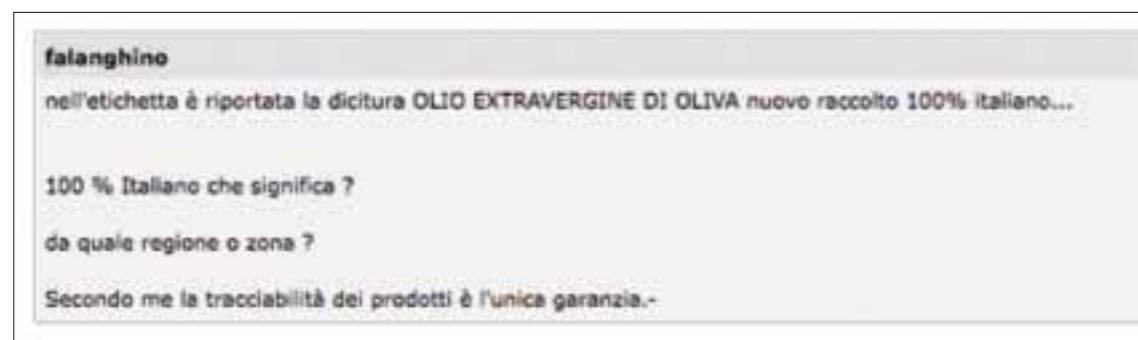 falanghino
nell'etichetta è riportata la dicitura OLIO EXTRAVERGINE DI OLIVA nuovo raccolto 100% italiano...
100 % Italiano che significa ?
da quale regione o zona ?
Secondo me la tracciabilità dei prodotti è l'unica garanzia.-